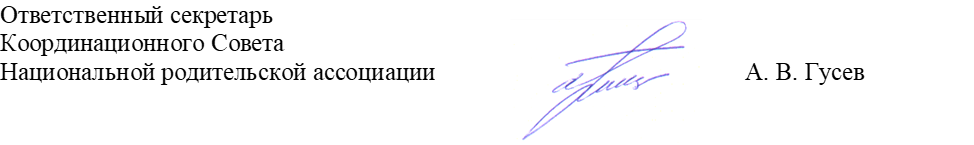 Ответственный секретарь
Координационного Совета
Национальной родительской ассоциации А. В. Гусев